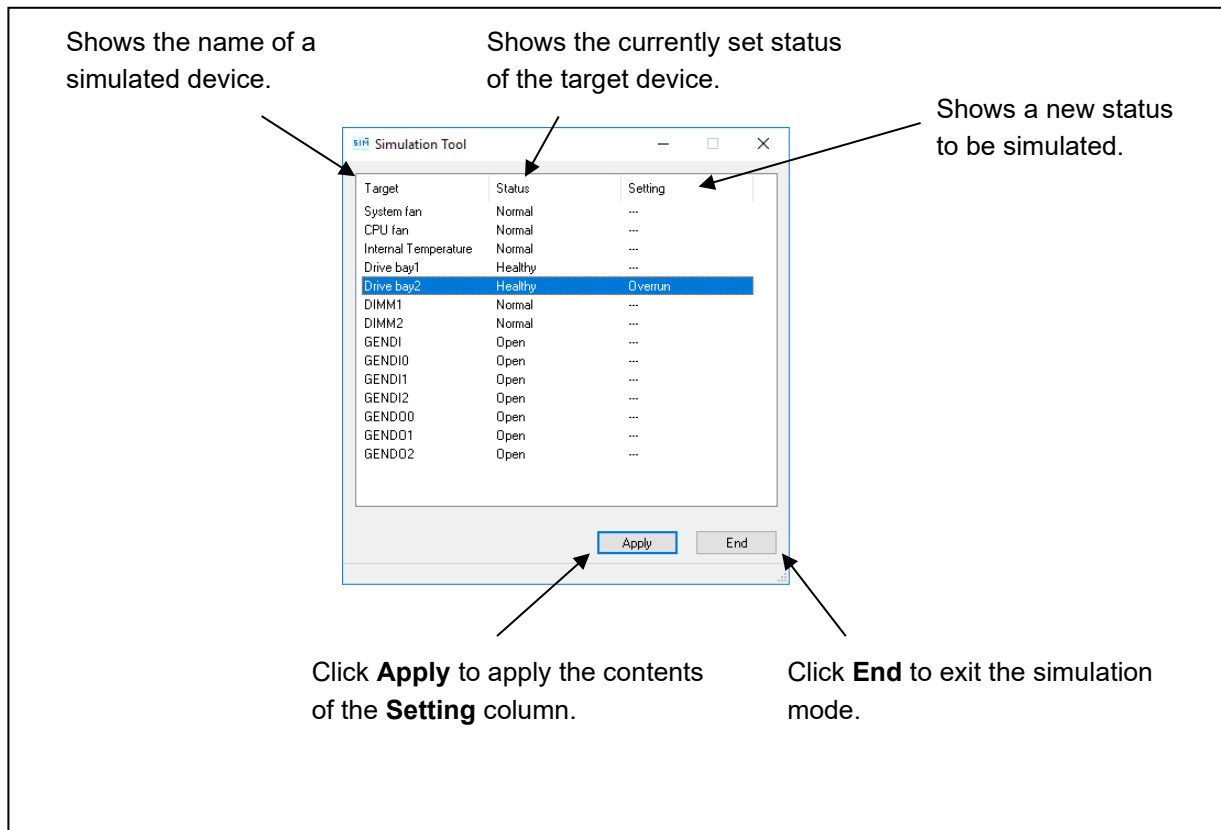 Shows the name of a
simulated device.
Shows the currently set status
of the target device.
Shows a new status
to be simulated.
SIM Simulation Tool
Target Status Setting
System fan Normal ---
CPU fan Normal ---
Internal Temperature Normal ---
Drive bay1 Healthy ---
Drive bay2 Healthy Overrun
DIMM1 Normal ---
DIMM2 Normal ---
GENDI Open ---
GENDI0 Open ---
GENDI1 Open ---
GENDI2 Open ---
GENDO0 Open ---
GENDO1 Open ---
GENDO2 Open ---
Apply End
Click Apply to apply the contents
of the Setting column.
Click End to exit the simulation
mode.